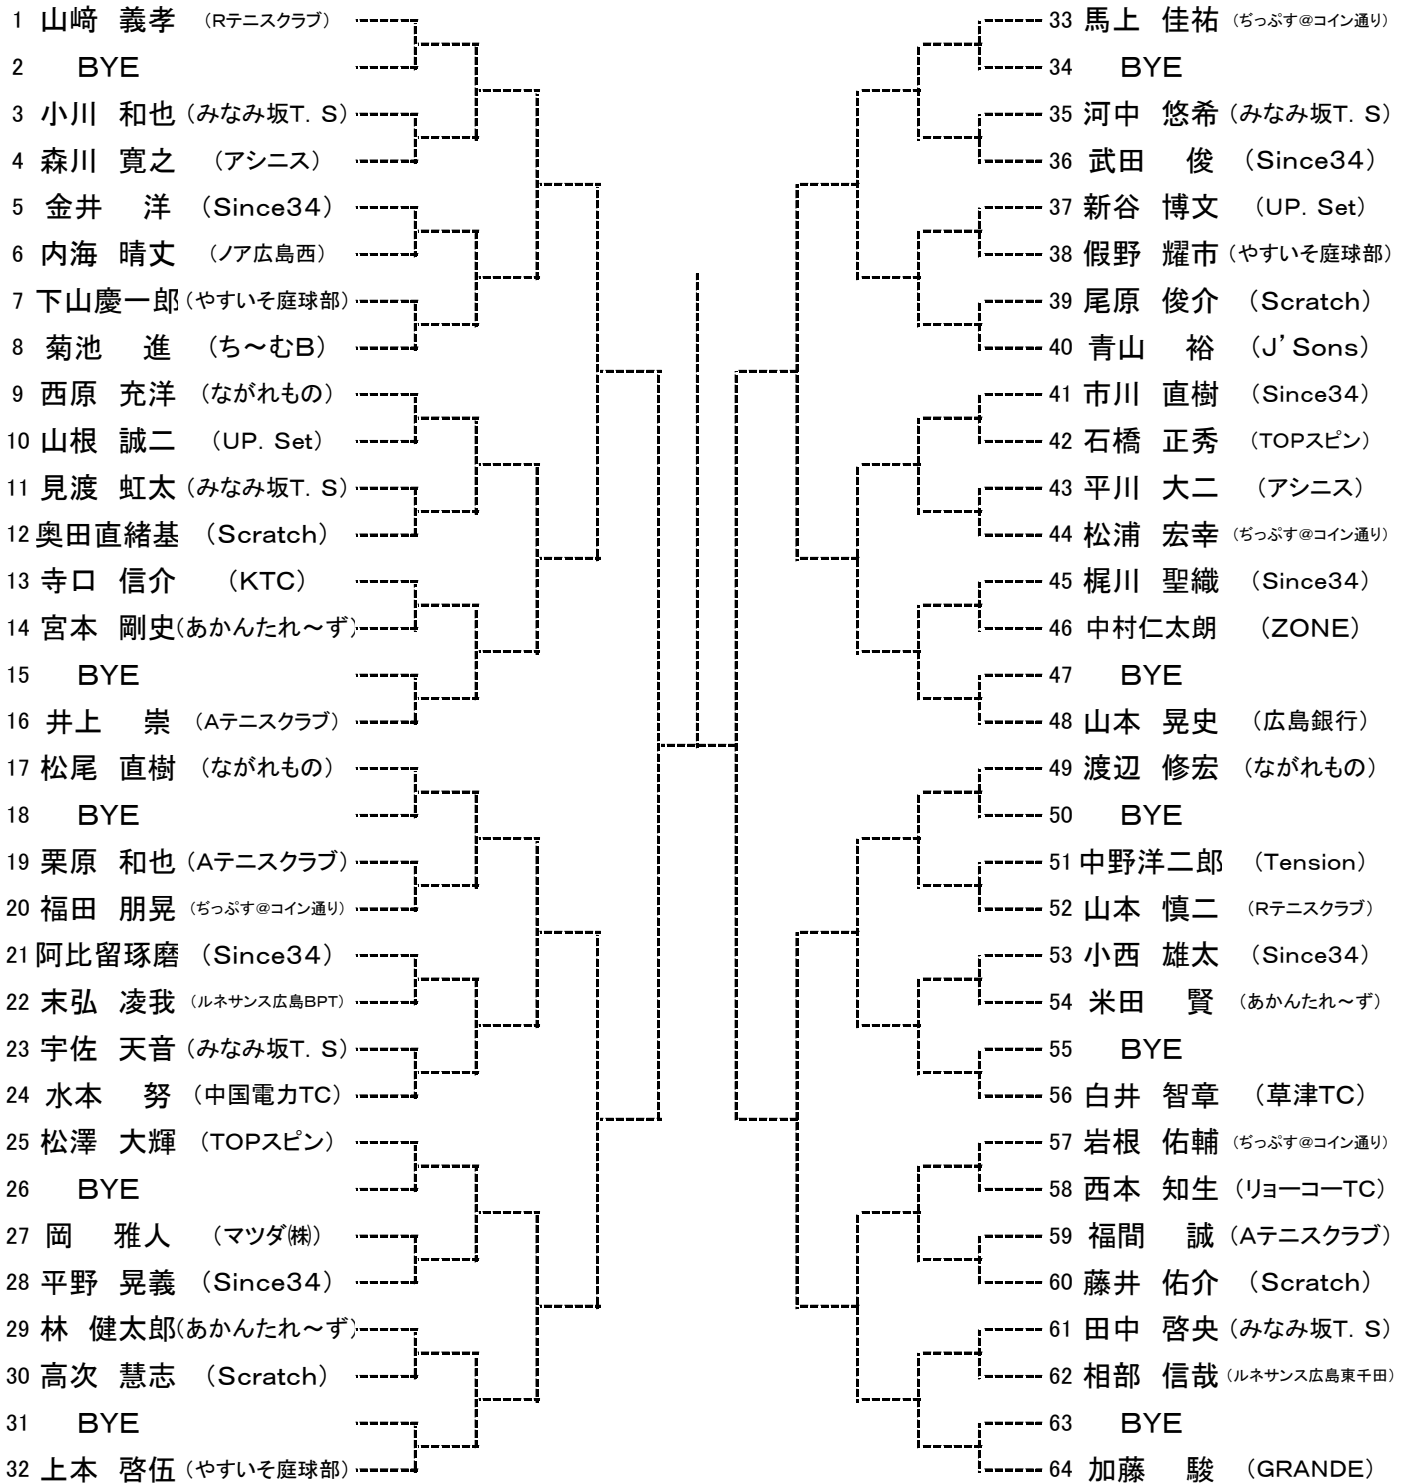 1 山﨑 義孝 （Rテニスクラブ）
2 BYE
3 小川 和也（みなみ坂T．S）
4 森川 寛之 （アシニス）
5 金井 洋 （Since34）
6 内海 晴丈 （ノア広島西）
7 下山慶一郎（やすいそ庭球部）
8 菊池 進 （ち～むB）
9 西原 充洋 （ながれもの）
10 山根 誠二 （UP．Set）
11 見渡 虹太（みなみ坂T．S）
12 奥田直緒基 （Scratch）
13 寺口 信介 （KTC）
14 宮本 剛史（あかんたれ～ず）
15 BYE
16 井上 崇 （Aテニスクラブ）
17 松尾 直樹 （ながれもの）
18 BYE
19 栗原 和也（Aテニスクラブ）
20 福田 朋晃 （ぢっぷす＠コイン通り）
21 阿比留琢磨 （Since34）
22 末弘 凌我 （ルネサンス広島BPT）
23 宇佐 天音（みなみ坂T．S）
24 水本 努 （中国電力TC）
25 松澤 大輝 （TOPスピン）
26 BYE
27 岡 雅人 （マツダ㈱）
28 平野 晃義 （Since34）
29 林 健太郎（あかんたれ～ず）
30 高次 慧志 （Scratch）
31 BYE
32 上本 啓伍（やすいそ庭球部）
33 馬上 佳祐 （ぢっぷす＠コイン通り）
34 BYE
35 河中 悠希（みなみ坂T．S）
36 武田 俊 （Since34）
37 新谷 博文 （UP．Set）
38 假野 耀市（やすいそ庭球部）
39 尾原 俊介 （Scratch）
40 青山 裕 （J’Sons）
41 市川 直樹 （Since34）
42 石橋 正秀 （TOPスピン）
43 平川 大二 （アシニス）
44 松浦 宏幸 （ぢっぷす＠コイン通り）
45 梶川 聖織 （Since34）
46 中村仁太朗 （ZONE）
47 BYE
48 山本 晃史 （広島銀行）
49 渡辺 修宏 （ながれもの）
50 BYE
51 中野洋二郎 （Tension）
52 山本 慎二 （Rテニスクラブ）
53 小西 雄太 （Since34）
54 米田 賢 （あかんたれ～ず）
55 BYE
56 白井 智章 （草津TC）
57 岩根 佑輔 （ぢっぷす＠コイン通り）
58 西本 知生 （リョーコーTC）
59 福間 誠（Aテニスクラブ）
60 藤井 佑介 （Scratch）
61 田中 啓央（みなみ坂T．S）
62 相部 信哉（ルネサンス広島東千田）
63 BYE
64 加藤 駿 （GRANDE）